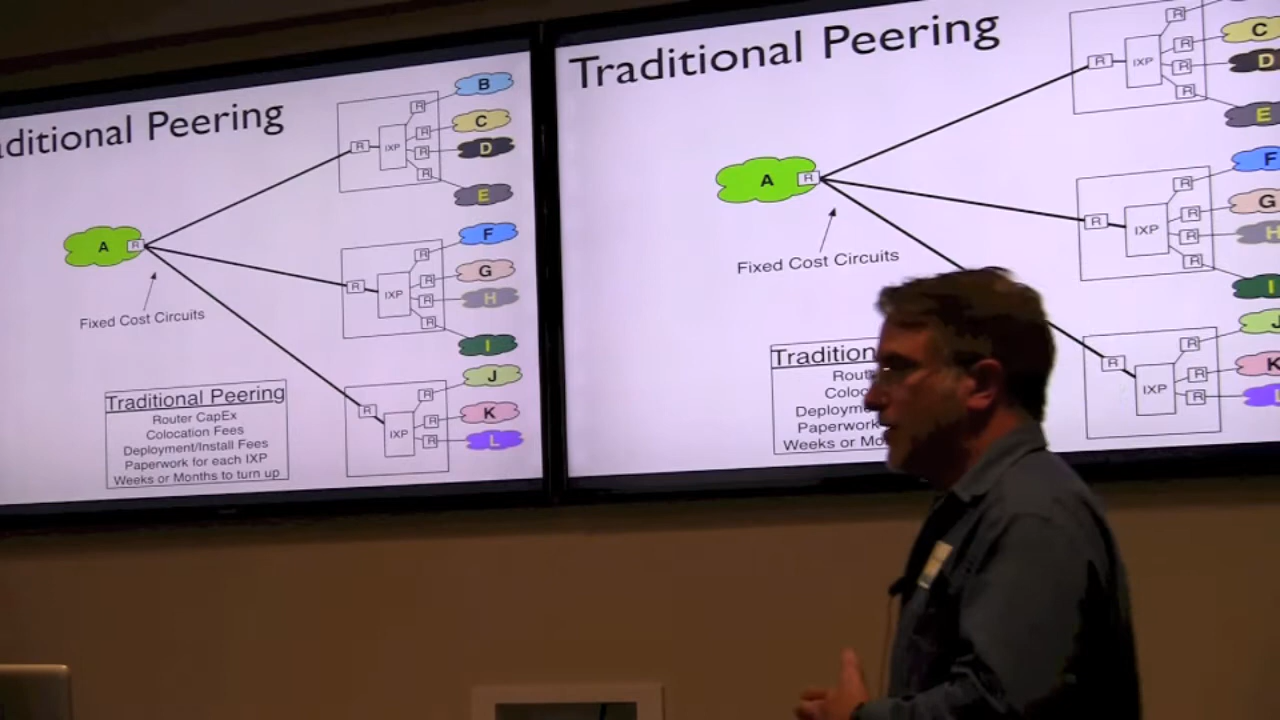 aditional Peering
B
R
C
R
R
IXP
R
D
R
E
A
R
F
R
G
R
R
IXP
R
H
R
I
Fixed Cost Circuits
J
R
R
K
R
IXP
R
L
Traditional Peering
Router CapEx
Colocation Fees
Deployment/Install Fees
Paperwork for each IXP
Weeks or Months to turn up
Traditional Peering
R
C
R
R
IXP
R
D
R
E
A
R
F
R
G
R
R
IXP
R
H
R
I
Fixed Cost Circuits
J
R
R
K
R
IXP
R
L
Tradition
Rout
Coloc
Deployme
Paperwork
Weeks or Mo